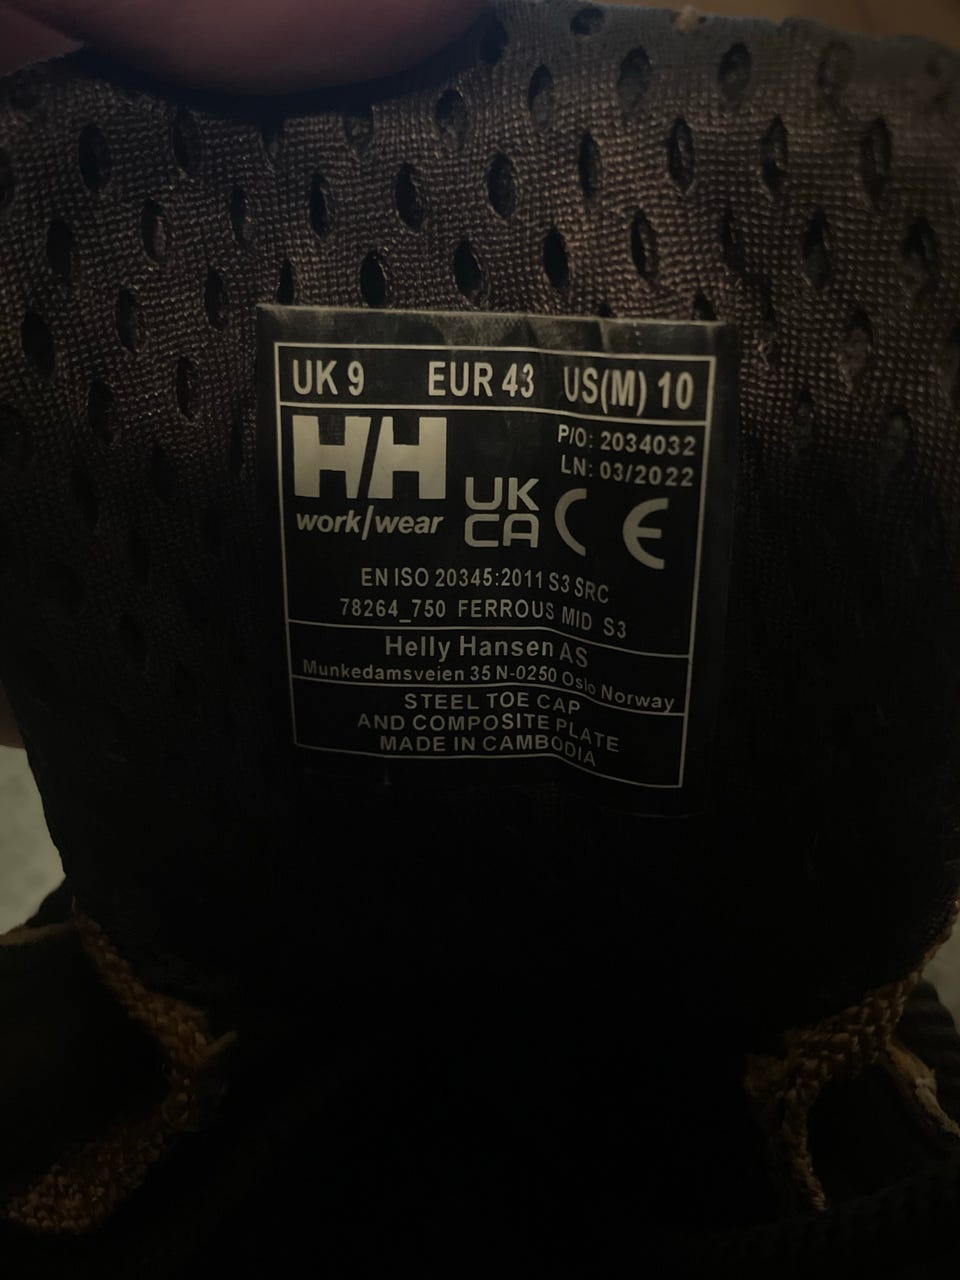 UK 9 EUR 43 US(M) 10
P/O: 2034032
LN: 03/2022
H/H
work/wear
UK
CA
CE
EN ISO 20345:2011 S3 SRC
78264_750 FERROUS MID S3
Helly Hansen AS
Munkedamsveien 35 N-0250 Oslo Norway
STEEL TOE CAP
AND COMPOSITE PLATE
MADE IN CAMBODIA